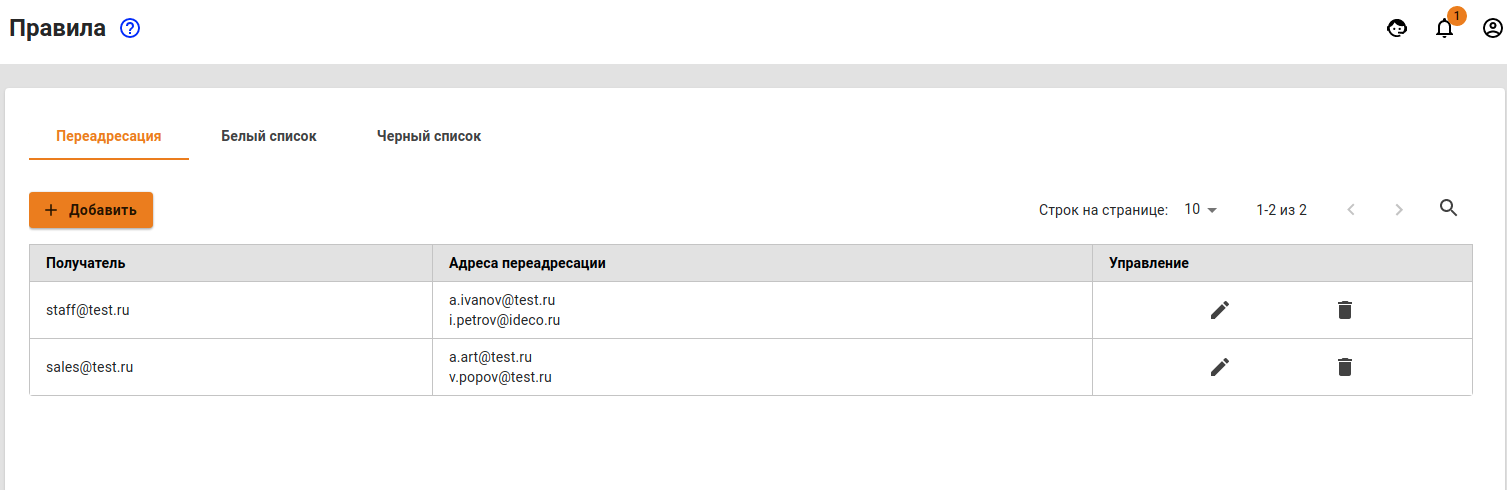 Правила
1
Переадресация Белый список Черный список
Добавить Строк на странице: 10 1-2 из 2
Получатель Адреса переадресации Управление
staff@test.ru a.ivanov@test.ru
i.petrov@ideco.ru
sales@test.ru a.art@test.ru
v.popov@test.ru